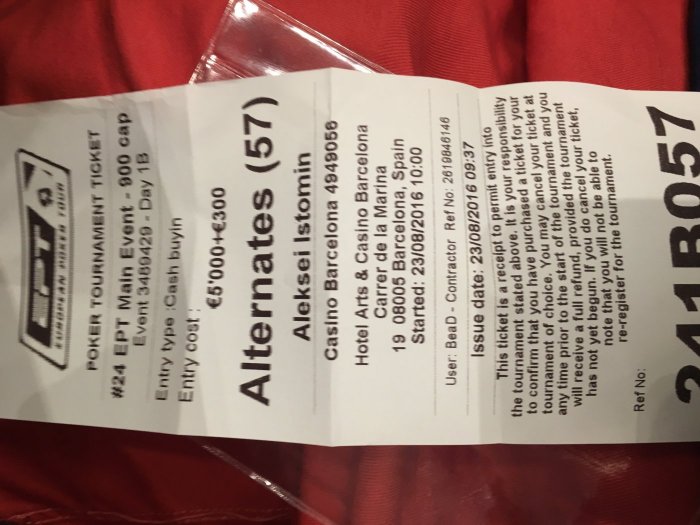 EPT
EUROPEAN POKER TOUR
POKER TOURNAMENT TICKET
#24 EPT Main Event - 900 cap
Event 3489429 - Day 1B
Entry type :Cash buyin
Entry cost :
€5'000+€300
Alternates (57)
Aleksei Istomin
Casino Barcelona 4949056
Hotel Arts & Casino Barcelona
Carrer de la Marina
19 08005 Barcelona, Spain
Started: 23/08/2016 10:00
User: BeaD - Contractor Ref No: 2619846146
Issue date: 23/08/2016 09:37
This ticket is a receipt to permit entry into
the tournament stated above. It is your responsibility
to confirm that you have purchased a ticket for your
tournament of choice. You may cancel your ticket at
any time prior to the start of the tournament and you
will receive a full refund, provided the tournament
has not yet begun. If you do cancel your ticket,
note that you will not be able to
re-register for the tournament.
Ref No:
241B057